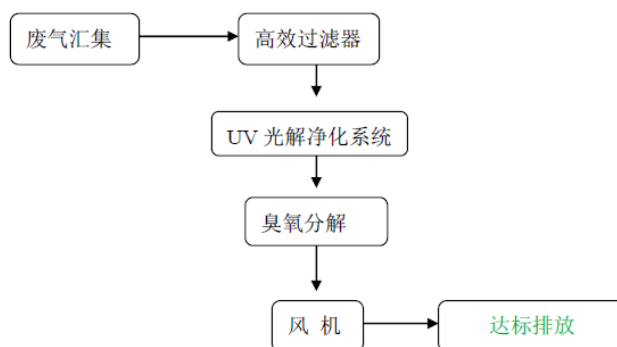 废气汇集
高效过滤器
UV 光解净化系统
臭氧分解
风 机
达标排放